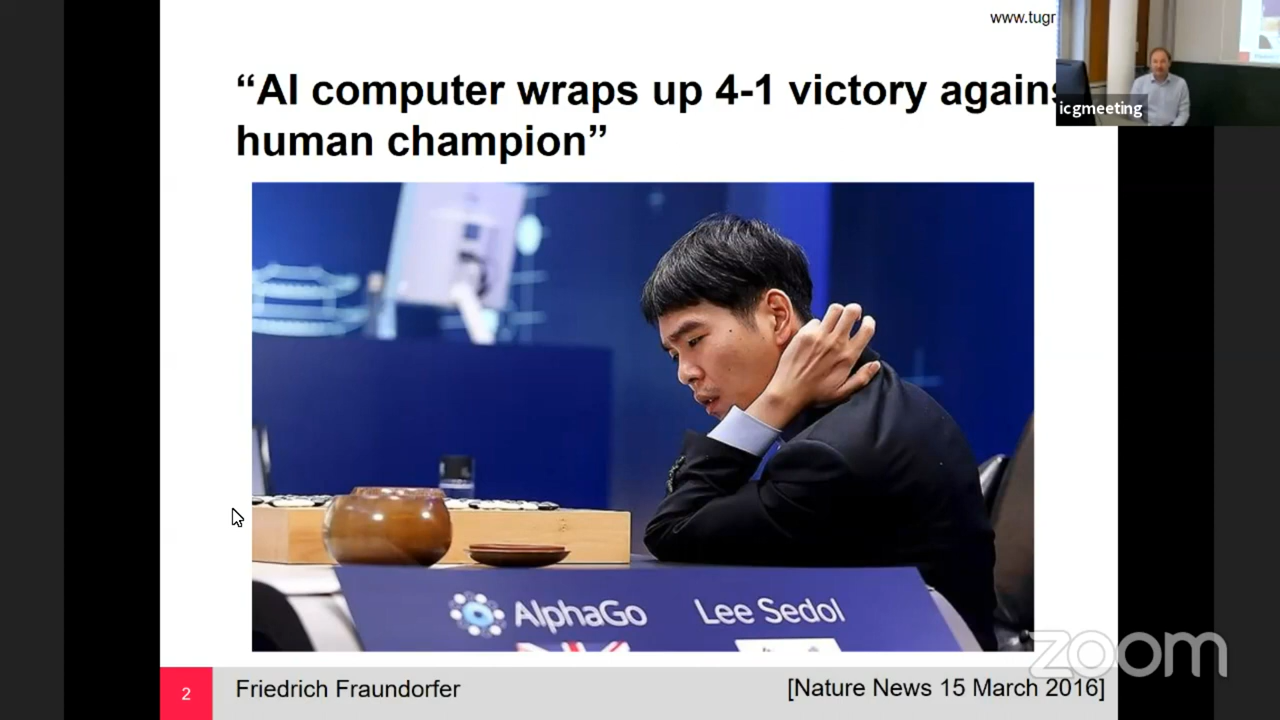 www.tugr
“AI computer wraps up 4-1 victory agains
human champion”
icgmeeting
AlphaGo Lee Sedol
zoom
2 Friedrich Fraundorfer [Nature News 15 March 2016]